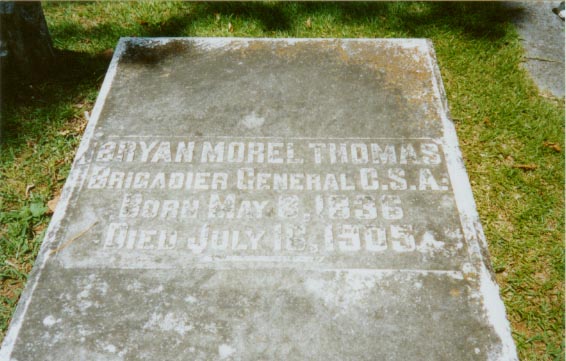 BRYAN MOREL THOMAS
BRIGADIER GENERAL C.S.A.
BORN MAY 8, 1836
DIED JULY 16, 1905